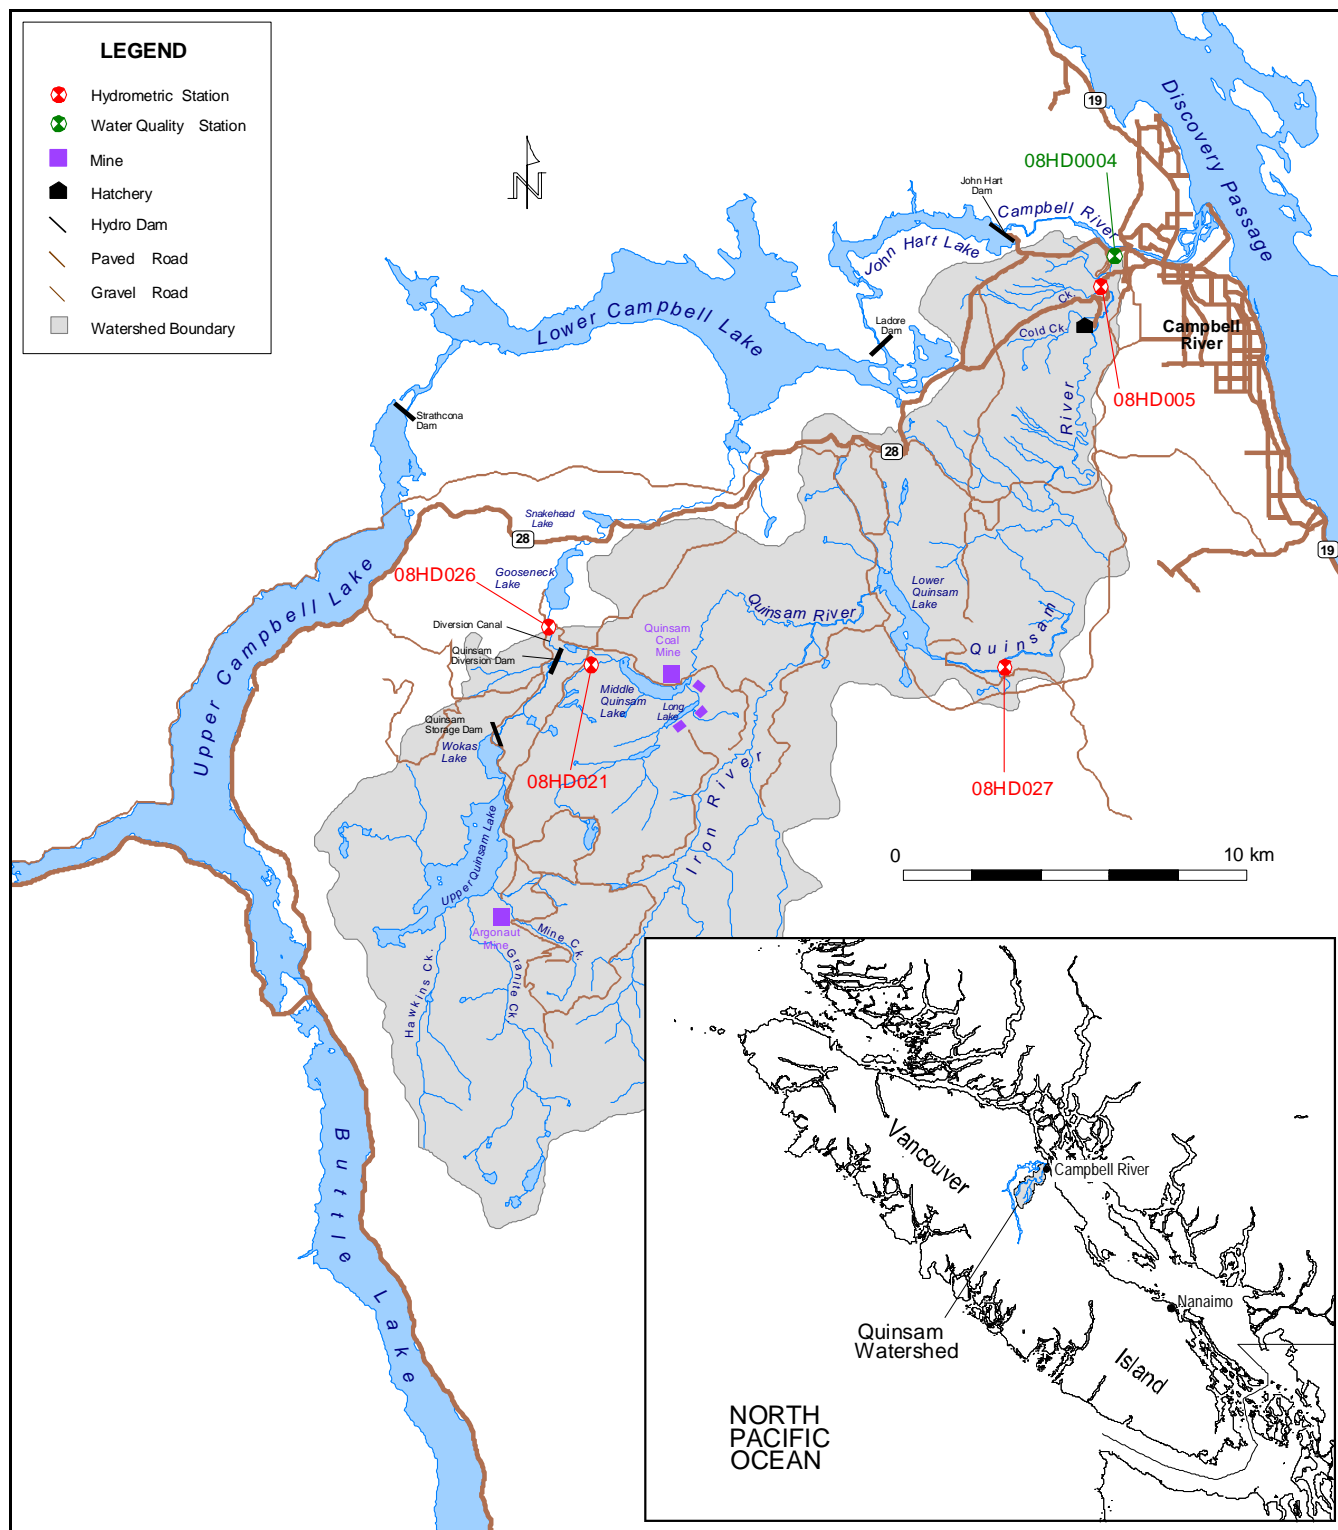 LEGEND
Hydrometric Station
Water Quality Station
Mine
Hatchery
Hydro Dam
Paved Road
Gravel Road
Watershed Boundary
N
19
Discovery Passage
08HD0004
John Hart
Dam
Campbell River
John Hart Lake
Ck.
Cold Ck.
Campbell
River
Ladore
Dam
Lower Campbell Lake
08HD005
River
Strathcona
Dam
28
Snakehead
Lake
28
19
Gooseneck
Lake
08HD026
Lower
Quinsam
Lake
Upper Campbell Lake
Quinsam River
Diversion Canal
Quinsam
Coal
Mine
Quinsam
Quinsam
Diversion Dam
Middle
Quinsam
Lake
Long
Lake
Quinsam
Storage Dam
Wokas
Lake
08HD021
08HD027
Iron River
Upper Quinsam Lake
0
10 km
Argonaut
Mine
Mine Ck.
Hawkins Ck.
Granite Ck.
Buttle Lake
Vancouver
Campbell River
Nanaimo
Quinsam
Watershed
Island
NORTH
PACIFIC
OCEAN